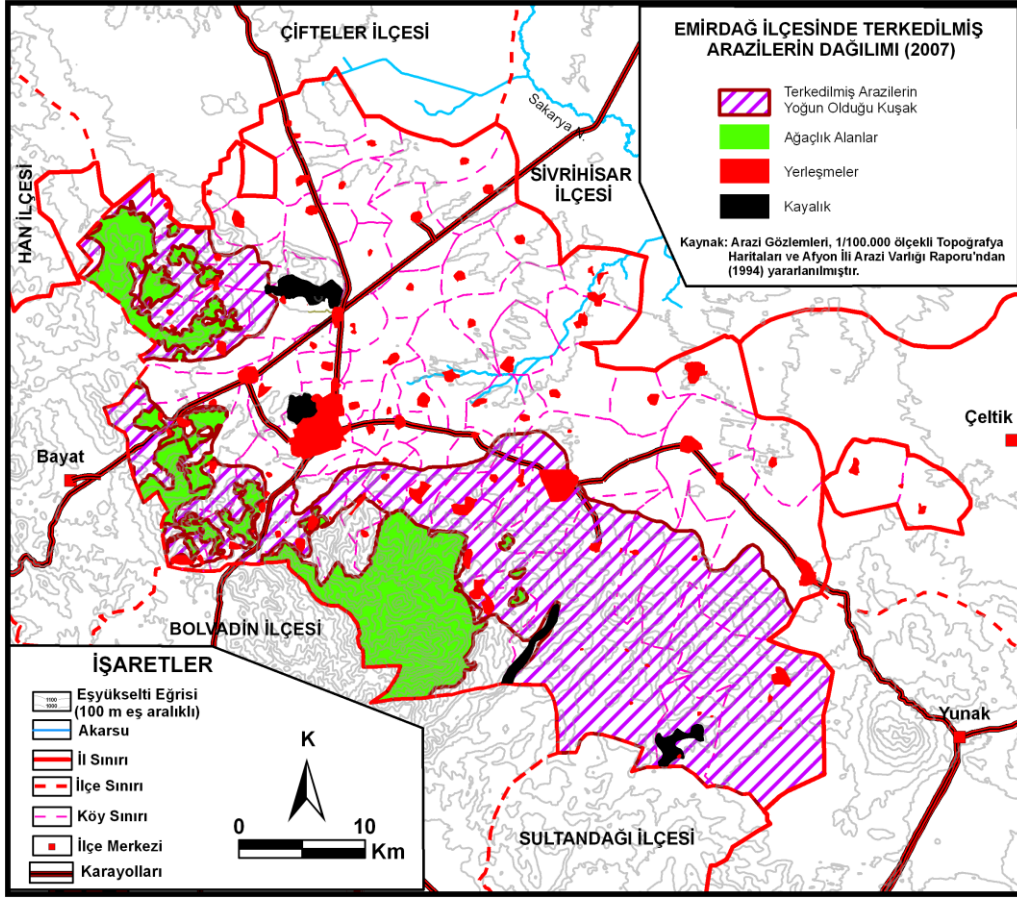 EMİRDAĞ İLÇESİNDE TERKEDİLMİŞ
ARAZİLERİN DAĞILIMI (2007)
Terkedilmiş Arazilerin
Yoğun Olduğu Kuşak
Ağaçlık Alanlar
Yerleşmeler
Kayalık
Kaynak: Arazi Gözlemleri, 1/100.000 ölçekli Topoğrafya
Haritaları ve Afyon İli Arazi Varlığı Raporu'ndan
(1994) yararlanılmıştır.
ÇİFTELER İLÇESİ
Sakarya N.
SİVRİHİSAR
İLÇESİ
HAN İLÇESİ
Çeltik
Bayat
BOLVADİN İLÇESİ
Yunak
SULTANDAĞI İLÇESİ
İŞARETLER
1100
1000
Eşyükselti Eğrisi
(100 m eş aralıklı)
Akarsu
İl Sınırı
İlçe Sınırı
Köy Sınırı
İlçe Merkezi
Karayolları
K
0 10
Km